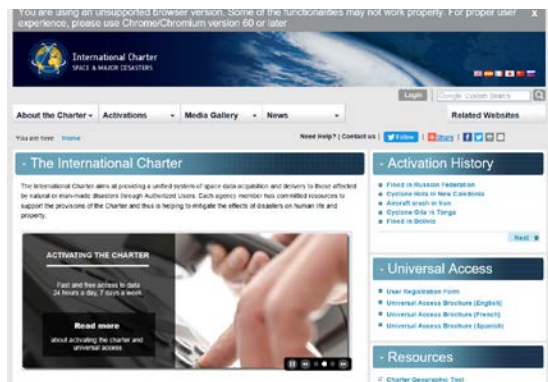 You are using an unsupported browser version. Some of the functionalities may not work properly. For proper user X
experience, please use Chrome/Chromium version 60 or later
International Charter
SPACE & MAJOR DISASTERS
Login
Google Custom Search
About the Charter
Activations
Media Gallery
News
Related Websites
You are here: Home
Need Help? | Contact us |
Follow
Share
- The International Charter
The International Charter aims at providing a unified system of space data acquisition and delivery to those affected
by natural or man-made disasters through Authorized Users. Each agency member has committed resources to
support the provisions of the Charter and thus is helping to mitigate the effects of disasters on human life and
property.
ACTIVATING THE CHARTER
Fast and free access to data
24 hours a day, 7 days a week
Read more
about activating the charter and
universal access
- Activation History
Flood in Russian Federation
Cyclone Hola in New Caledonia
Aircraft crash in Iran
Cyclone Gita in Tonga
Flood in Bolivia
Next
- Universal Access
User Registration Form
Universal Access Brochure (English)
Universal Access Brochure (French)
Universal Access Brochure (Spanish)
- Resources
Charter Geographic Tool